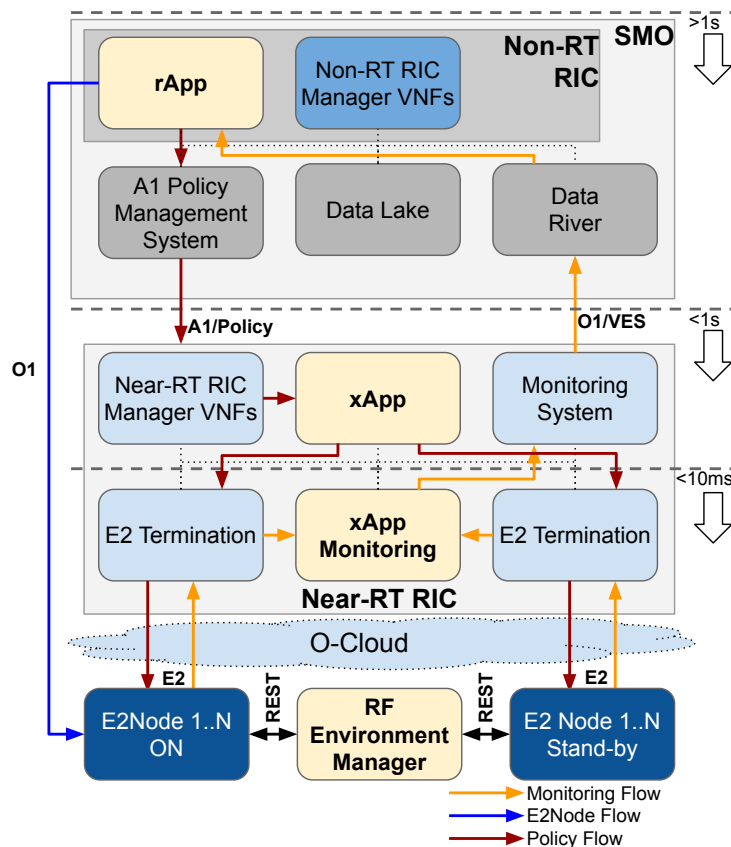 SMO
>1s
Non-RT
RIC
rApp
Non-RT RIC
Manager VNFs
A1 Policy
Management
System
Data Lake
Data
River
A1/Policy
O1/VES
<1s
O1
Near-RT RIC
Manager VNFs
xApp
Monitoring
System
<10ms
E2 Termination
xApp
Monitoring
E2 Termination
Near-RT RIC
O-Cloud
E2
E2
E2Node 1..N
ON
REST
RF
Environment
Manager
REST
E2 Node 1..N
Stand-by
Monitoring Flow
E2Node Flow
Policy Flow